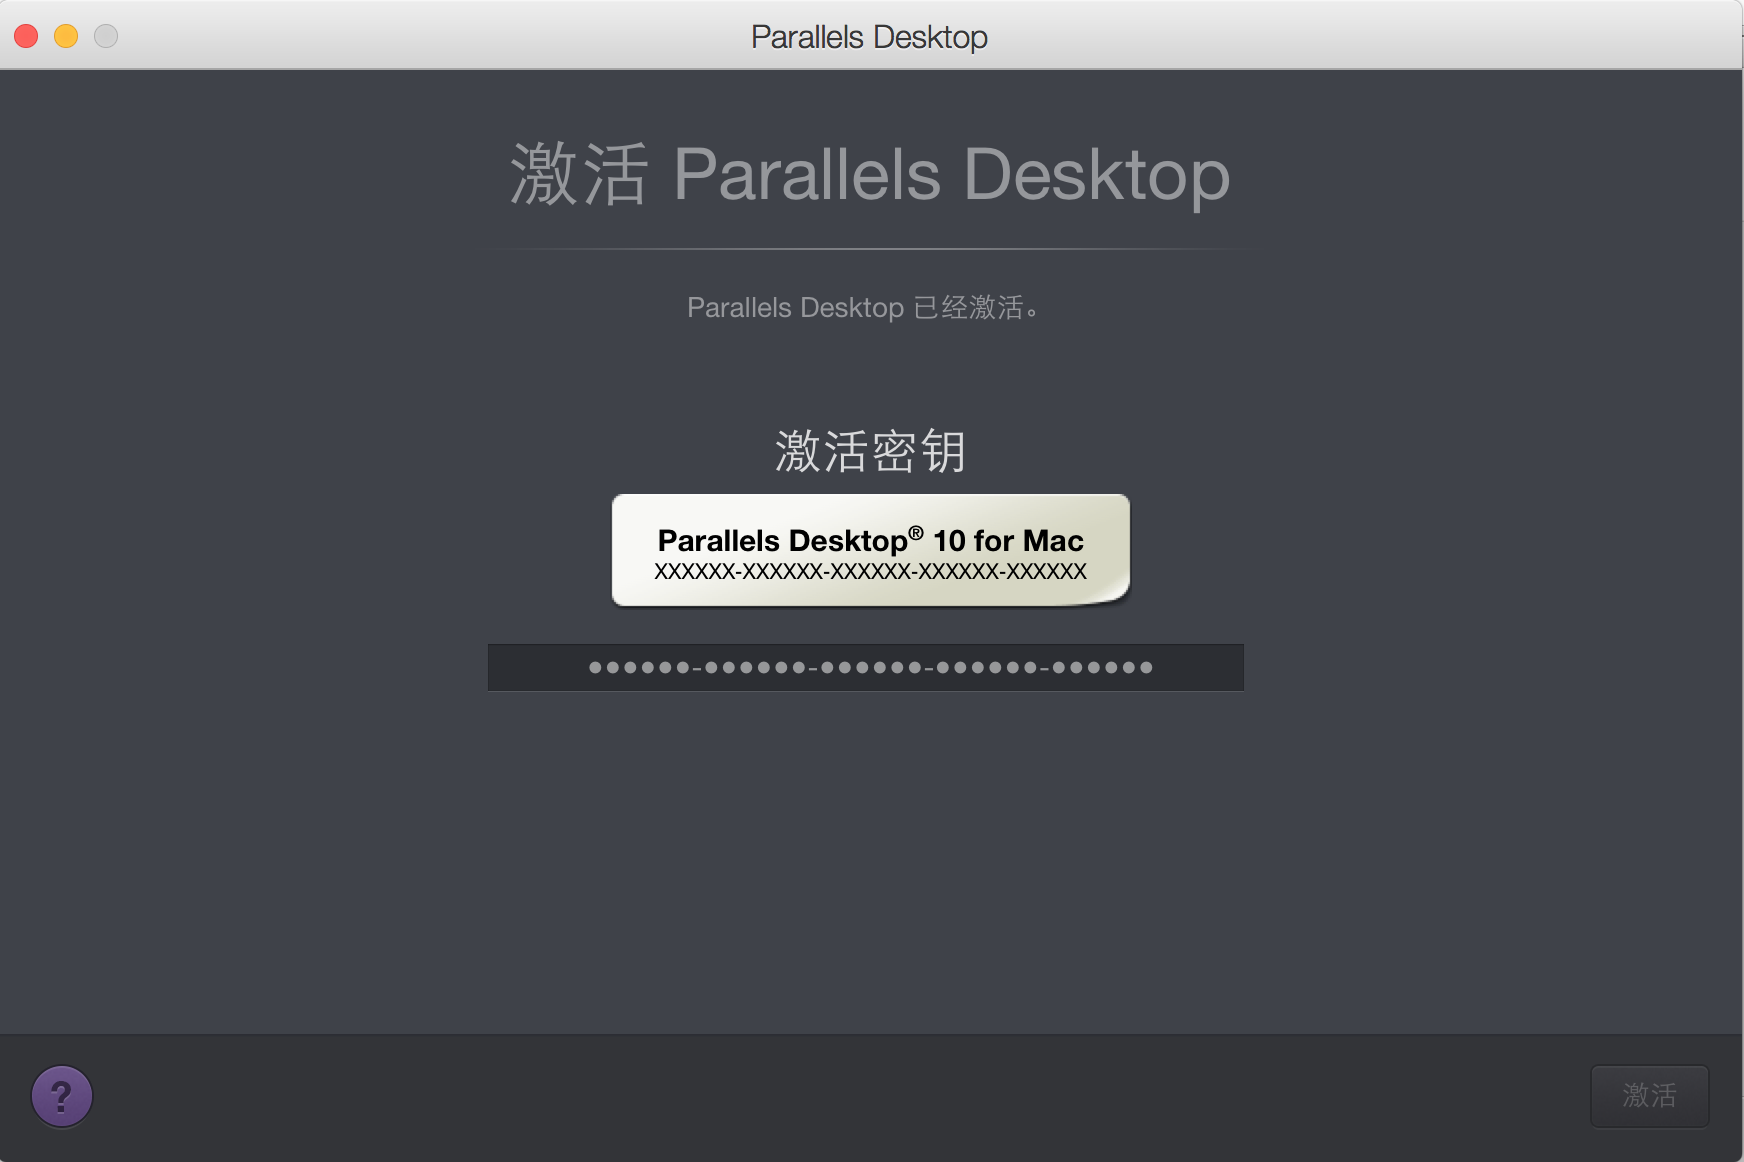 Parallels Desktop
激活 Parallels Desktop
Parallels Desktop 已经激活。
激活密钥
Parallels Desktop® 10 for Mac
XXXXXX-XXXXXX-XXXXXX-XXXXXX-XXXXXX
●●●●●●-●●●●●●-●●●●●●-●●●●●●-●●●●●●
?
激活